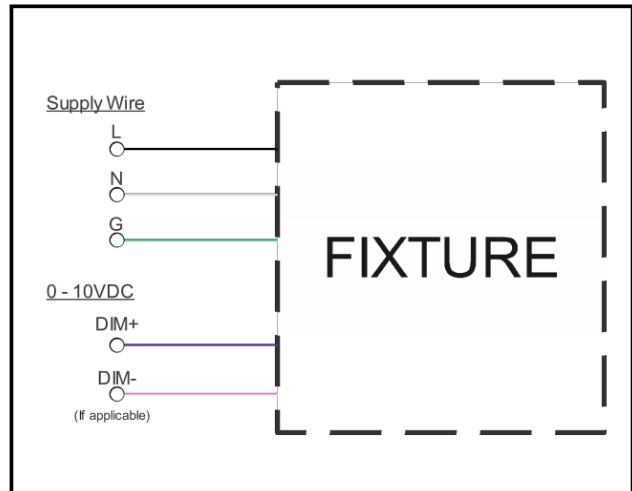 Supply Wire
L
N
G
FIXTURE
0 - 10VDC
DIM+
DIM-
(If applicable)